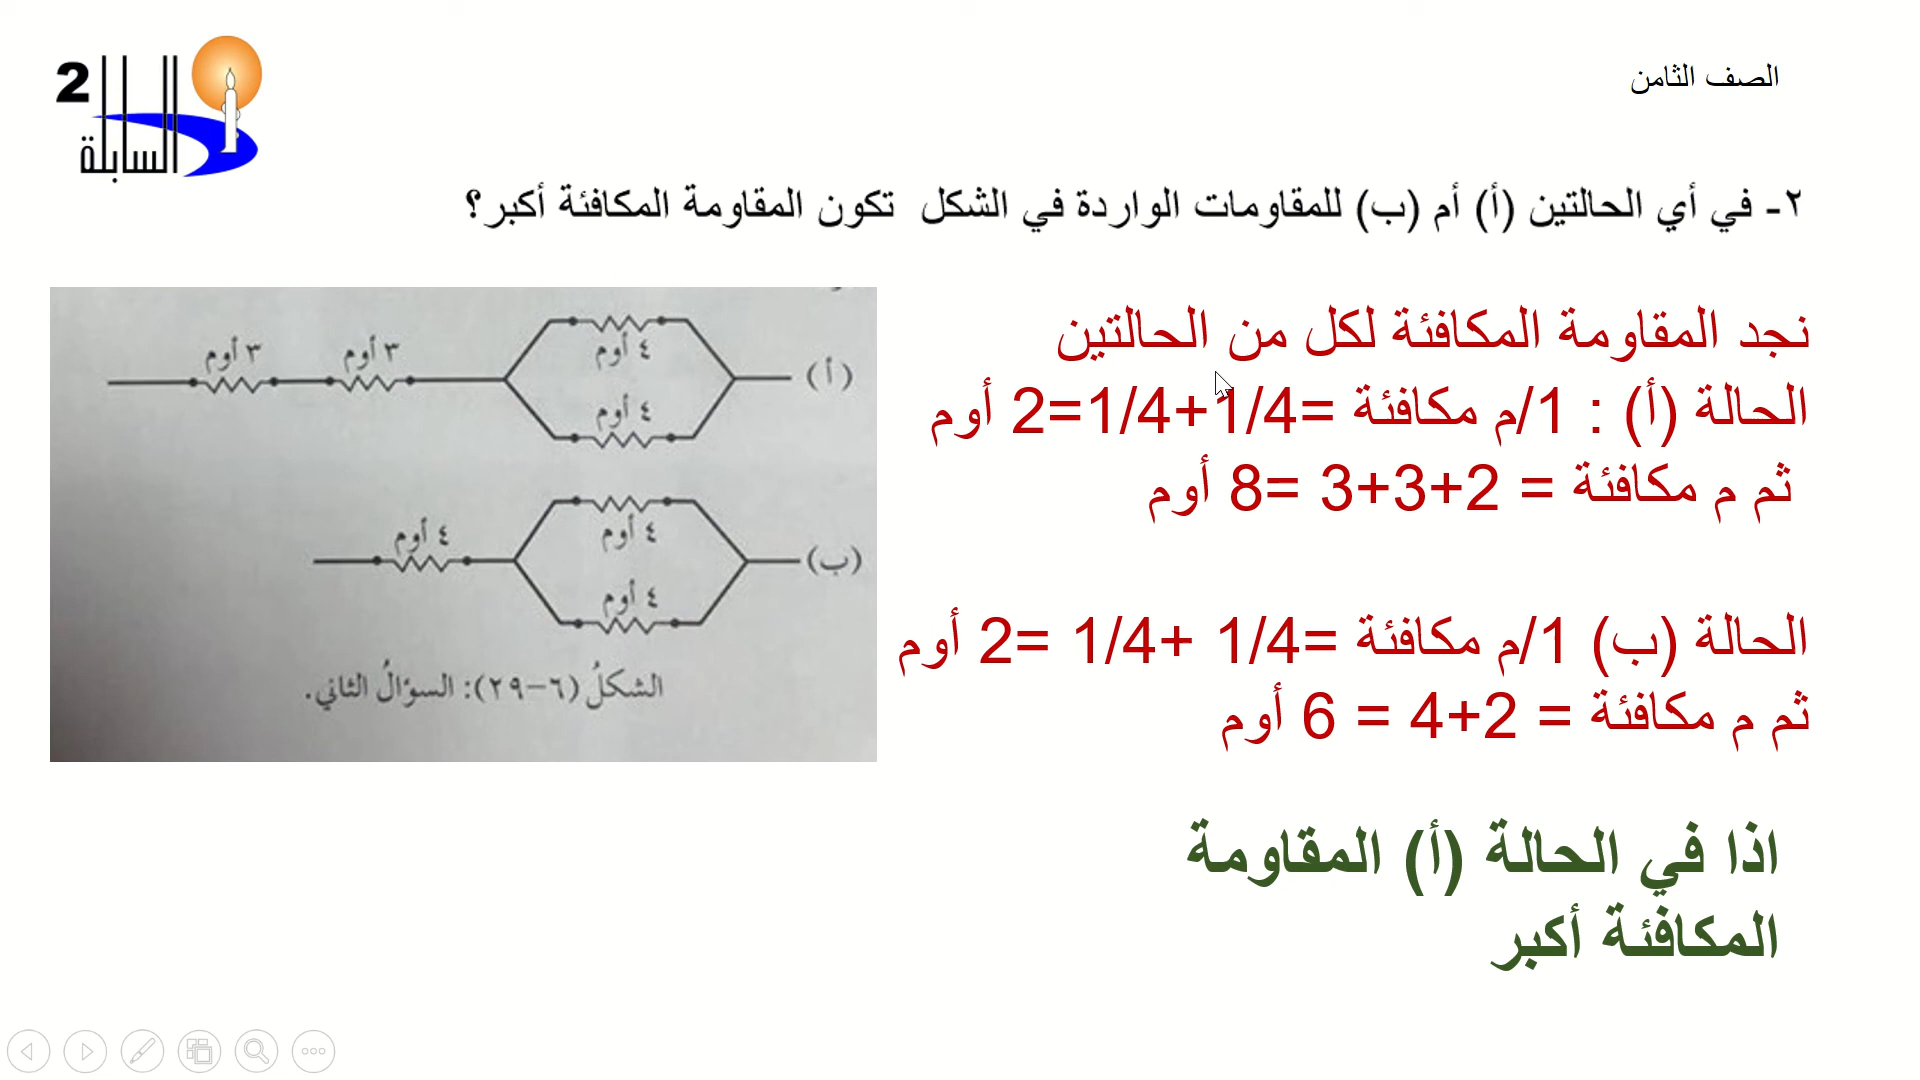 2
السابلة
الصف الثامن
٢- في أي الحالتين (أ) أم (ب) للمقاومات الواردة في الشكل تكون المقاومة المكافئة أكبر؟
نجد المقاومة المكافئة لكل من الحالتين
الحالة (أ) : 1/م مكافئة =1/4+1/4=2 أوم
ثم م مكافئة = 2+3+3 =8 أوم
الحالة (ب) 1/م مكافئة =1/4 +1/4 =2 أوم
ثم م مكافئة = 2+4 = 6 أوم
اذا في الحالة (أ) المقاومة
المكافئة أكبر
(أ)
٤ أوم
٤ أوم
٣ أوم
٣ أوم
(ب)
٤ أوم
٤ أوم
٤ أوم
الشكلُ (٦-٢٩): السؤالُ الثاني.